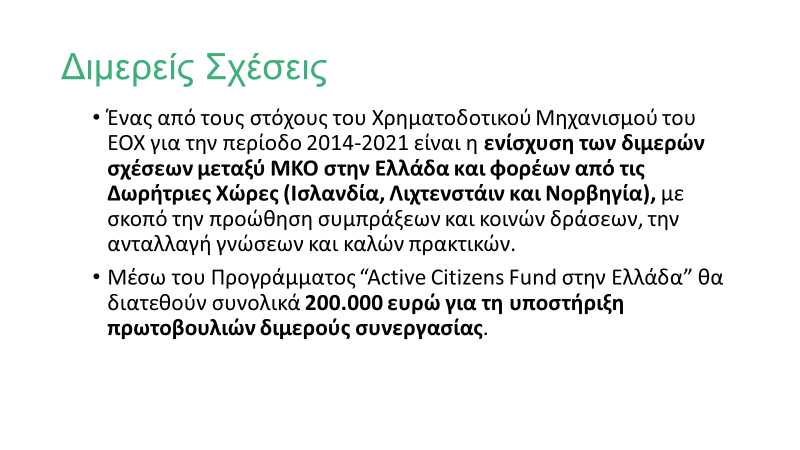 Διμερείς Σχέσεις
• Ένας από τους στόχους του Χρηματοδοτικού Μηχανισμού του
ΕΟΧ για την περίοδο 2014-2021 είναι η ενίσχυση των διμερών
σχέσεων μεταξύ ΜΚΟ στην Ελλάδα και φορέων από τις
Δωρήτριες Χώρες (Ισλανδία, Λιχτενστάιν και Νορβηγία), με
σκοπό την προώθηση συμπράξεων και κοινών δράσεων, την
ανταλλαγή γνώσεων και καλών πρακτικών.
• Μέσω του Προγράμματος “Active Citizens Fund στην Ελλάδα” θα
διατεθούν συνολικά 200.000 ευρώ για τη υποστήριξη
πρωτοβουλιών διμερούς συνεργασίας.